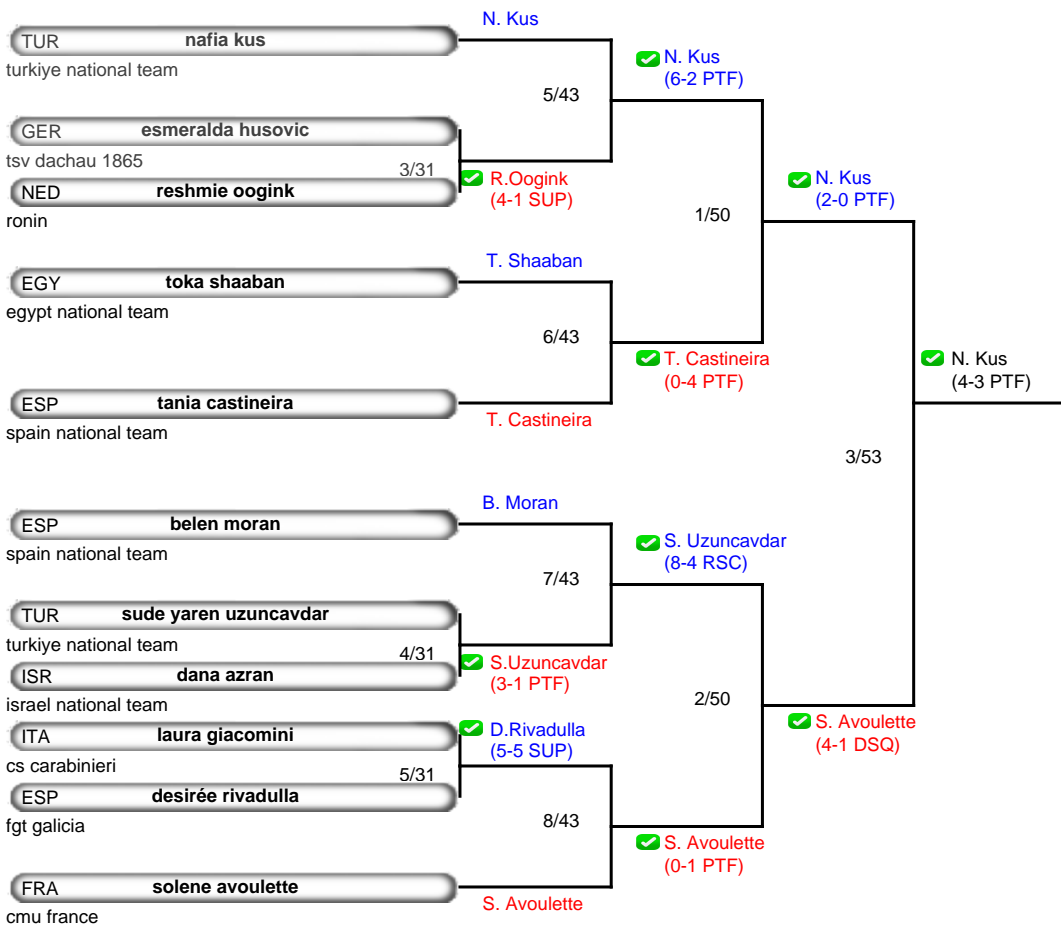 N. Kus
TUR nafia kus
turkiye national team
N. Kus
(6-2 PTF)
5/43
GER esmeralda husovic
tsv dachau 1865
3/31
NED reshmie oogink
ronin
R.Oogink
(4-1 SUP)
N. Kus
(2-0 PTF)
1/50
T. Shaaban
EGY toka shaaban
egypt national team
6/43
T. Castineira
(0-4 PTF)
N. Kus
(4-3 PTF)
ESP tania castineira
spain national team
T. Castineira
3/53
B. Moran
ESP belen moran
spain national team
S. Uzuncavdar
(8-4 RSC)
7/43
TUR sude yaren uzuncavdar
turkiye national team
4/31
ISR dana azran
israel national team
S.Uzuncavdar
(3-1 PTF)
2/50
S. Avoulette
(4-1 DSQ)
ITA laura giacomini
cs carabinieri
D.Rivadulla
(5-5 SUP)
5/31
ESP desirée rivadulla
fgt galicia
8/43
S. Avoulette
(0-1 PTF)
FRA solene avoulette
cmu france
S. Avoulette